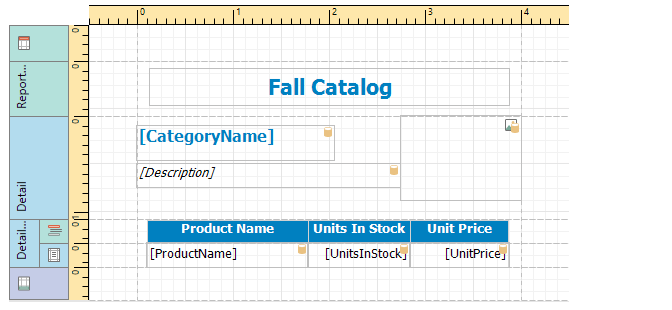 0 1 2 3 4
Report...
Fall Catalog
Detail
[CategoryName]
[Description]
Detail...
Product Name Units In Stock Unit Price
[ProductName] [UnitsInStock] [UnitPrice]